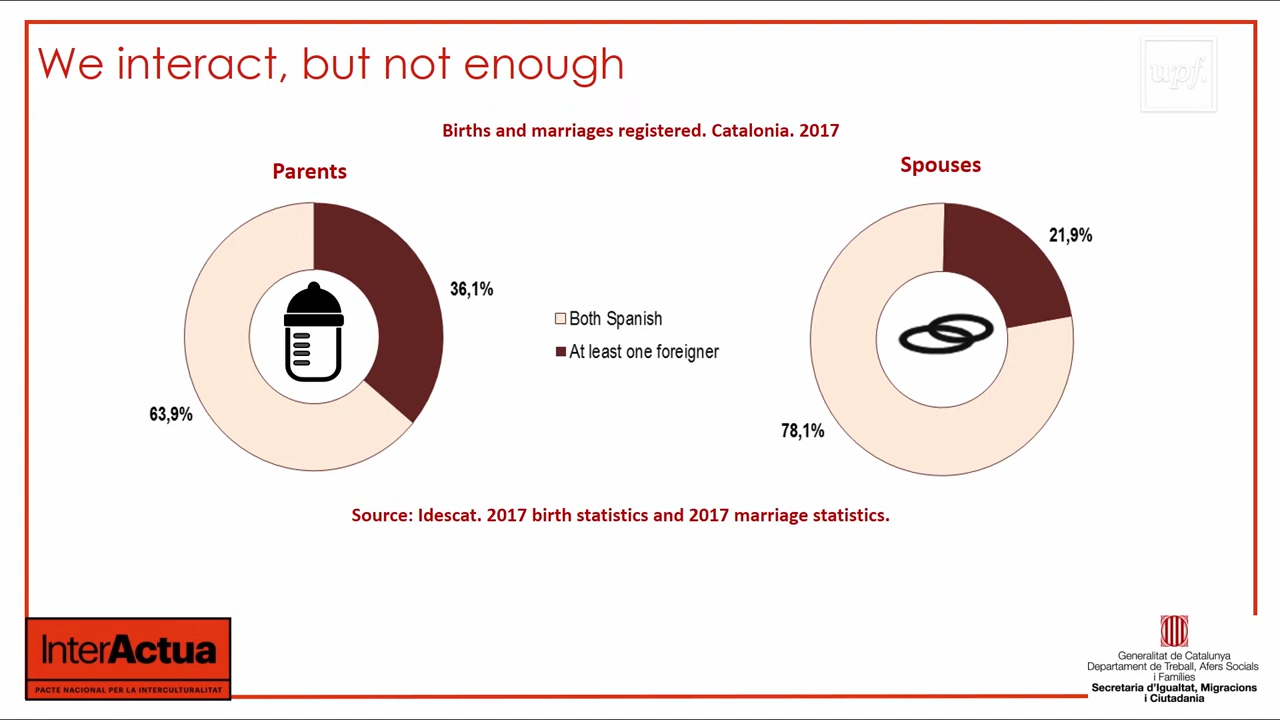 We interact, but not enough
upf.
Births and marriages registered. Catalonia. 2017
Parents
Spouses
36,1%
63,9%
Both Spanish
At least one foreigner
21,9%
78,1%
Source: Idescat. 2017 birth statistics and 2017 marriage statistics.
InterActua
PACTE NACIONAL PER LA INTERCULTURALITAT
Generalitat de Catalunya
Departament de Treball, Afers Socials
i Famílies
Secretaria d'Igualtat, Migracions
i Ciutadania